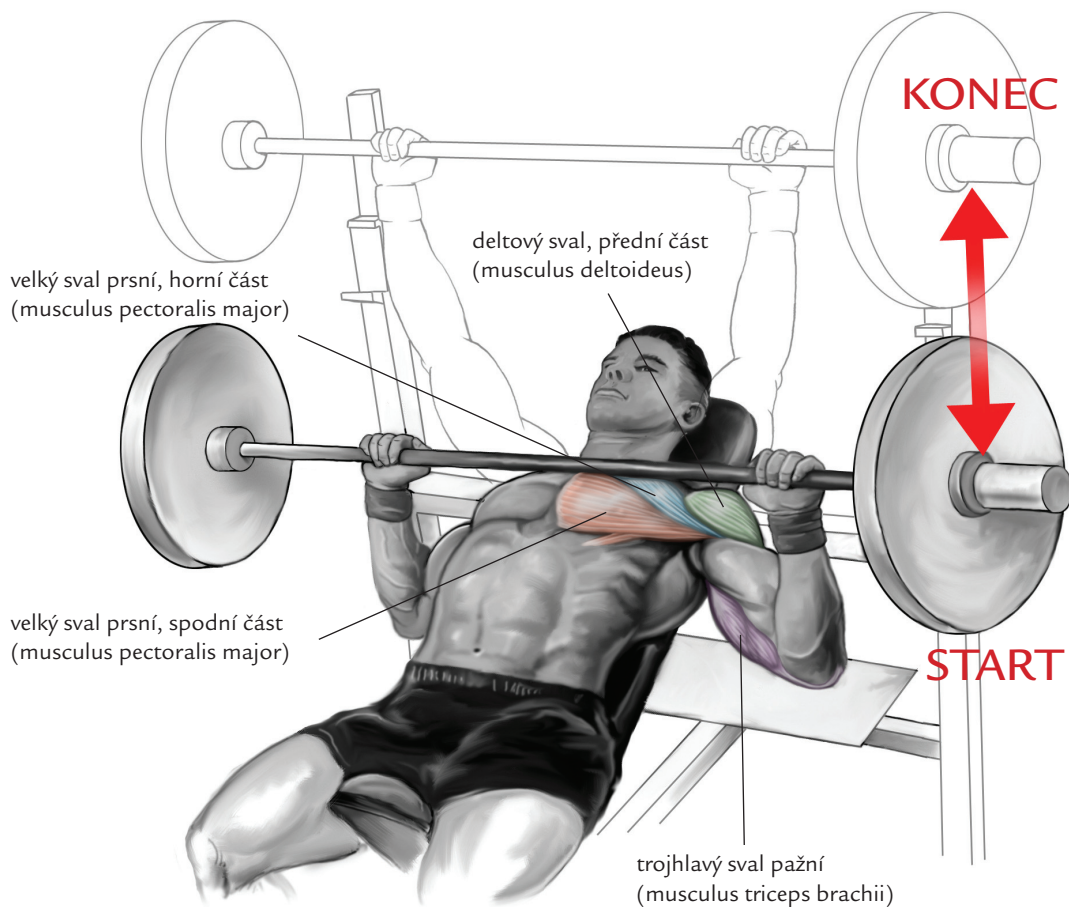 KONEC
deltový sval, přední část
(musculus deltoideus)
velký sval prsní, horní část
(musculus pectoralis major)
velký sval prsní, spodní část
(musculus pectoralis major)
START
trojhlavý sval pažní
(musculus triceps brachii)